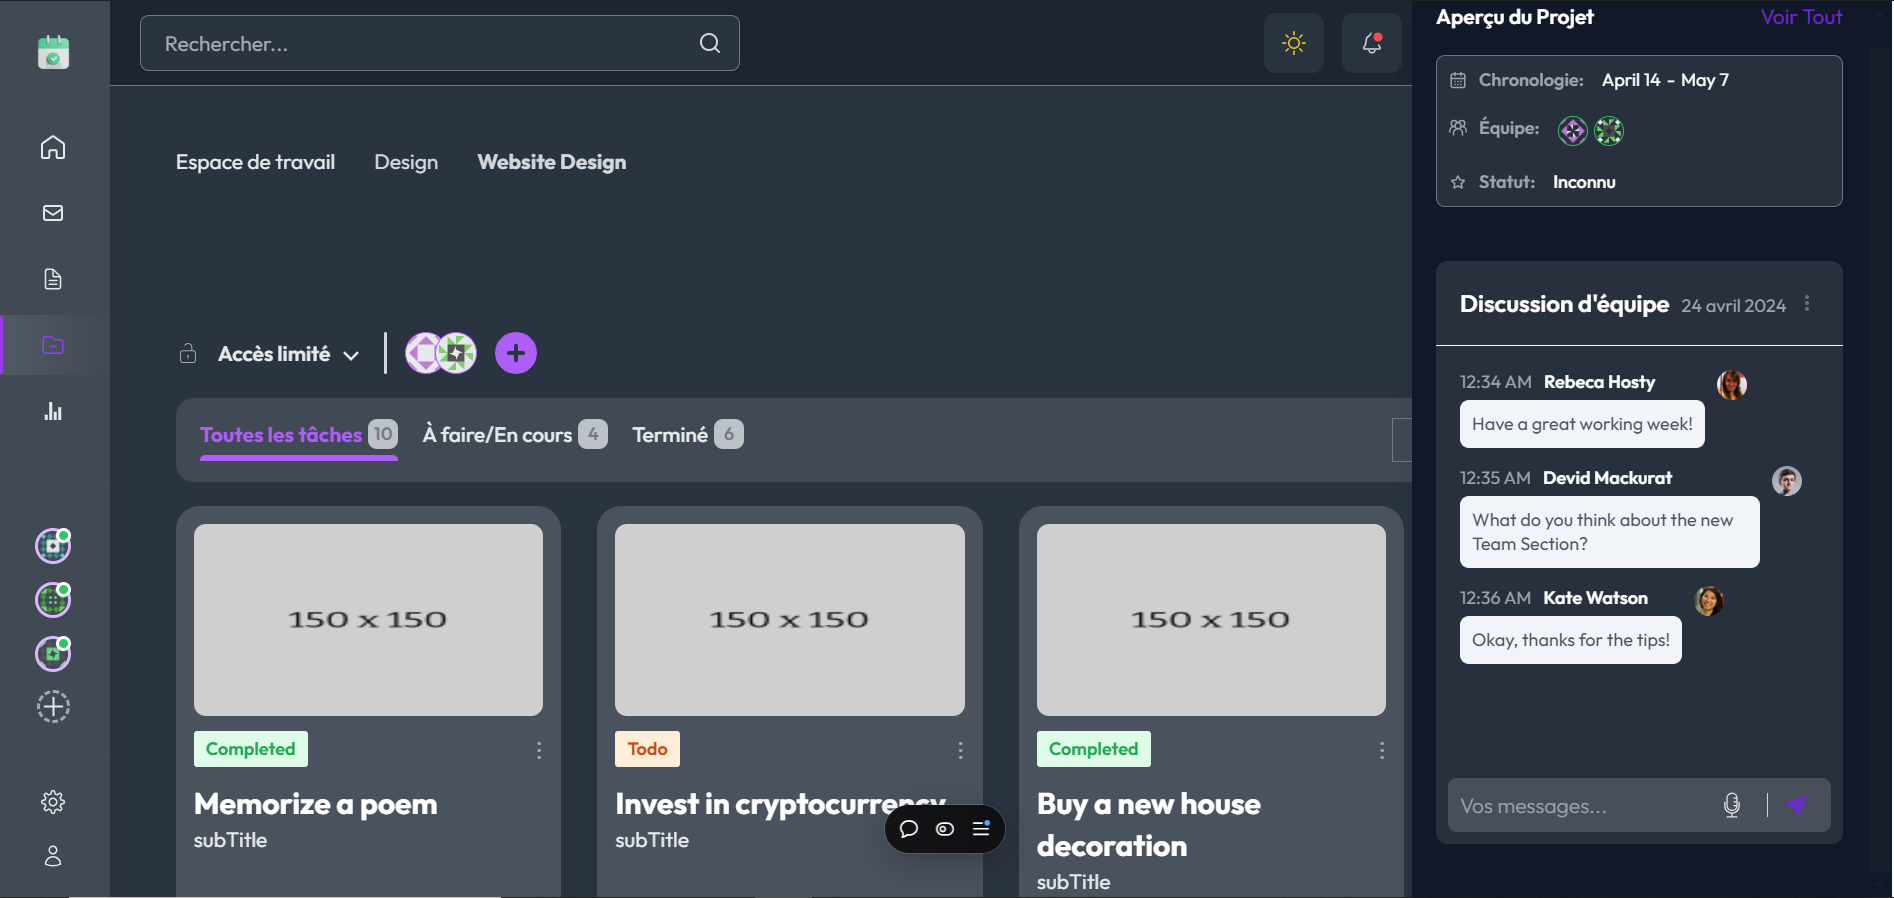 Rechercher...
Espace de travail
Design
Website Design
Accès limité
Toutes les tâches 10
À faire/En cours 4
Terminé 6
150 x 150
Completed
Memorize a poem
subTitle
150 x 150
Todo
Invest in cryptocurrency
subTitle
150 x 150
Completed
Buy a new house
decoration
subTitle
Aperçu du Projet
Voir Tout
Chronologie: April 14 - May 7
Équipe:
Statut: Inconnu
Discussion d'équipe 24 avril 2024
12:34 AM Rebeca Hosty
Have a great working week!
12:35 AM Devid Mackurat
What do you think about the new
Team Section?
12:36 AM Kate Watson
Okay, thanks for the tips!
Vos messages...